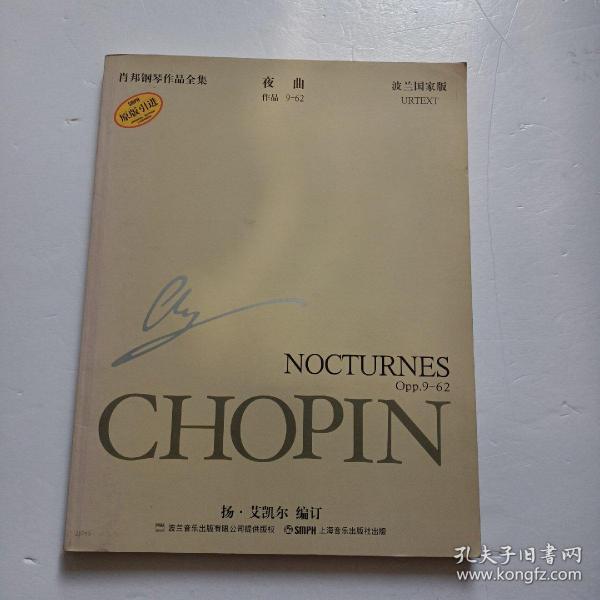 肖邦钢琴作品全集
夜 曲
作品 9-62
波兰国家版
URTEXT
SMPH
原版引进
NOCTURNES
Opp.9-62
CHOPIN
扬·艾凯尔 编订
波兰音乐出版有限公司提供版权
SMPH 上海音乐出版社出版
孔夫子旧书网
www.kongfz.com